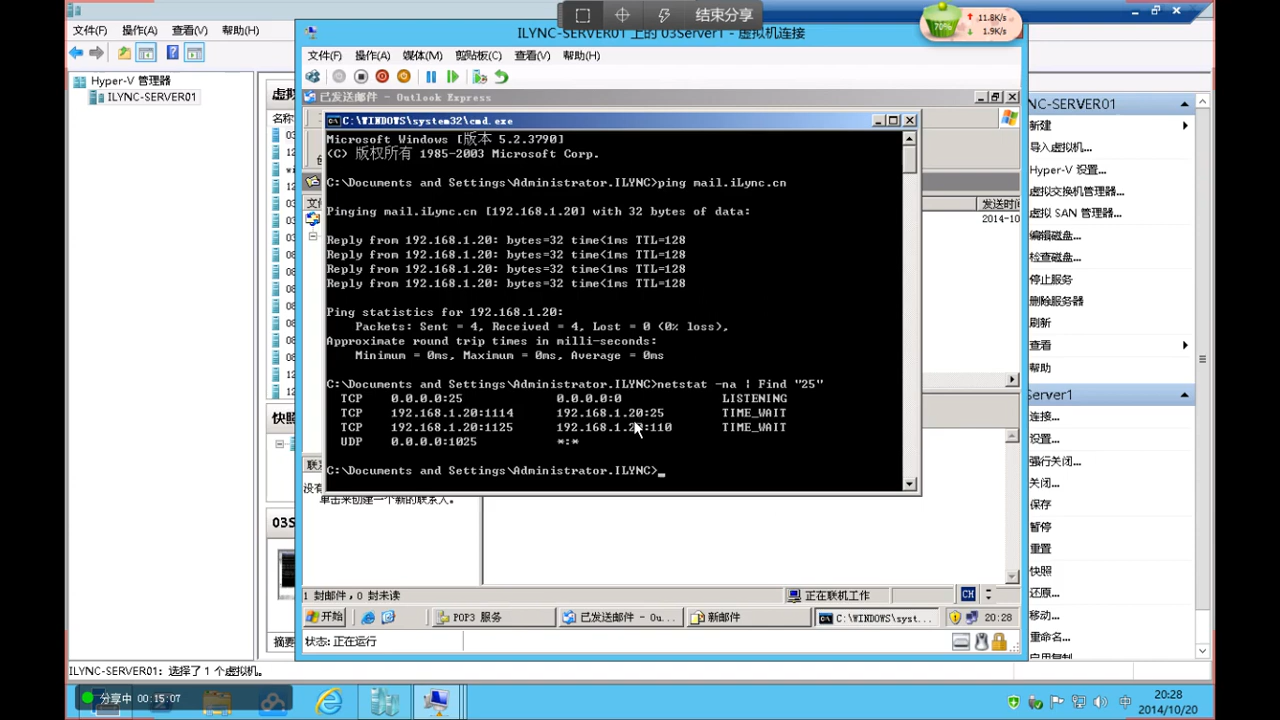 结束分享
70%
11.8K/s
1.9K/s
ILYNC-SERVER01 上的 03Server1 - 虚拟机连接
文件(F) 操作(A) 查看(V) 帮助(H)
文件(F) 操作(A) 媒体(M) 剪贴板(C) 查看(V) 帮助(H)
Hyper-V 管理器
ILYNC-SERVER01
已发送邮件 - Outlook Express
C:\WINDOWS\system32\cmd.exe
Microsoft Windows [版本 5.2.3790]
(C) 版权所有 1985-2003 Microsoft Corp.
C:\Documents and Settings\Administrator.ILYNC>ping mail.iLync.cn
Pinging mail.iLync.cn [192.168.1.20] with 32 bytes of data:
Reply from 192.168.1.20: bytes=32 time<1ms TTL=128
Reply from 192.168.1.20: bytes=32 time<1ms TTL=128
Reply from 192.168.1.20: bytes=32 time<1ms TTL=128
Reply from 192.168.1.20: bytes=32 time<1ms TTL=128
Ping statistics for 192.168.1.20:
Packets: Sent = 4, Received = 4, Lost = 0 (0% loss),
Approximate round trip times in milli-seconds:
Minimum = 0ms, Maximum = 0ms, Average = 0ms
C:\Documents and Settings\Administrator.ILYNC>netstat -na | Find "25"
TCP 0.0.0.0:25 0.0.0.0:0 LISTENING
TCP 192.168.1.20:1114 192.168.1.20:25 TIME_WAIT
TCP 192.168.1.20:1125 192.168.1.20:110 TIME_WAIT
UDP 0.0.0.0:1025 *:*
C:\Documents and Settings\Administrator.ILYNC>
发送时间
2014-10
单击来创建一个新的联系人。
1 封邮件，0 封未读
正在联机工作
CH
开始
POP3 服务
已发送邮件 - Ou...
新邮件
C:\WINDOWS\syst...
20:28
状态: 正在运行
NC-SERVER01
新建
导入虚拟机...
Hyper-V 设置...
虚拟交换机管理器...
虚拟 SAN 管理器...
编辑磁盘...
检查磁盘...
停止服务
删除服务器
刷新
查看
帮助
Server1
连接...
设置...
强行关闭...
关闭...
保存
暂停
重置
快照
还原...
移动...
重命名...
启用复制
快照
03S
摘要
ILYNC-SERVER01: 选择了 1 个虚拟机。
分享中 00:15:07
20:28
2014/10/20